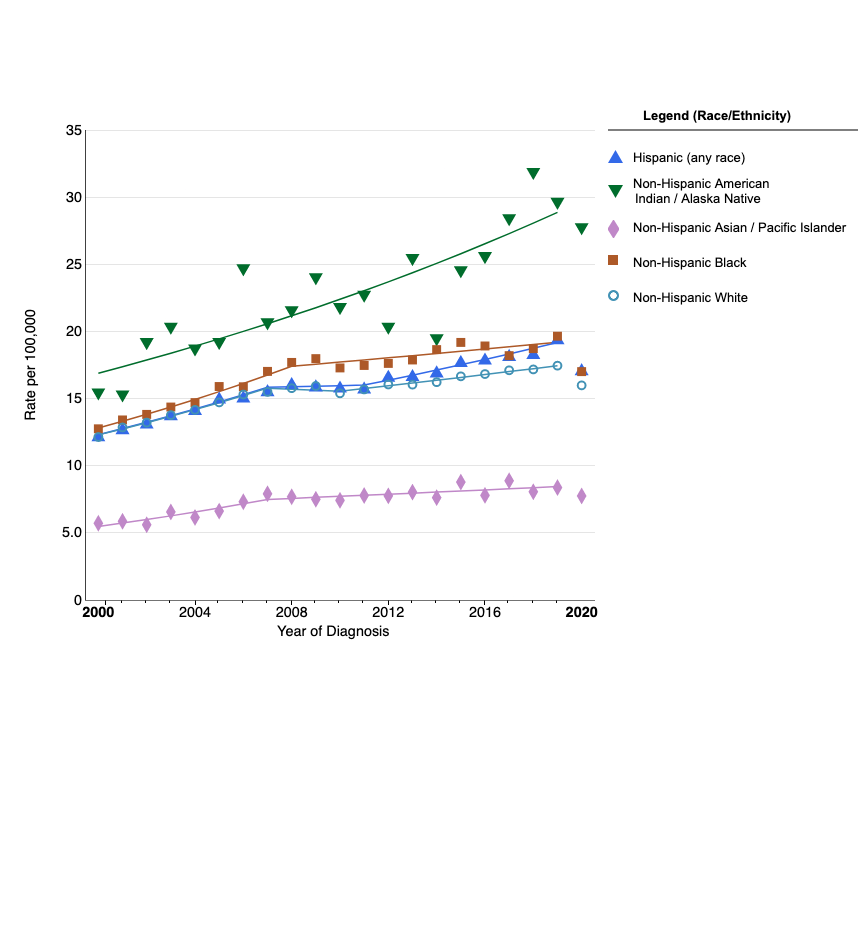 Legend (Race/Ethnicity)
Hispanic (any race)
Non-Hispanic American
Indian / Alaska Native
Non-Hispanic Asian / Pacific Islander
Non-Hispanic Black
Non-Hispanic White
Rate per 100,000
35
30
25
20
15
10
5.0
0
2000 2004 2008 2012 2016 2020
Year of Diagnosis